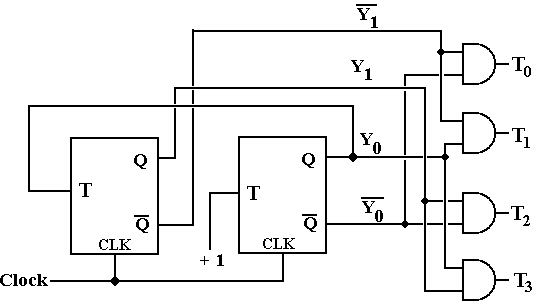 Y̅1
Y1
T0
Y0
T1
Q
Q
T
T
Y̅0
Q̅
Q̅
T2
CLK
CLK
+ 1
Clock
T3